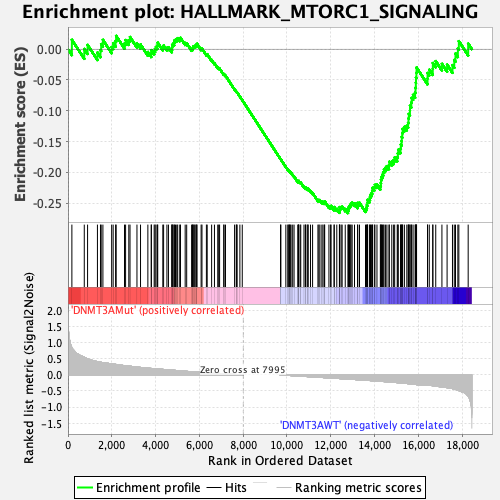 Enrichment plot: HALLMARK_MTORC1_SIGNALING
Enrichment score (ES)
0.00
-0.05
-0.10
-0.15
-0.20
-0.25
Ranked list metric (Signal2Noise)
2.0
1.5
1.0
0.5
0.0
-0.5
-1.0
-1.5
'DNMT3AMut' (positively correlated)
Zero cross at 7995
'DNMT3AWT' (negatively correlated)
0
2,000
4,000
6,000
8,000
10,000
12,000
14,000
16,000
18,000
Rank in Ordered Dataset
Enrichment profile
Hits
Ranking metric scores